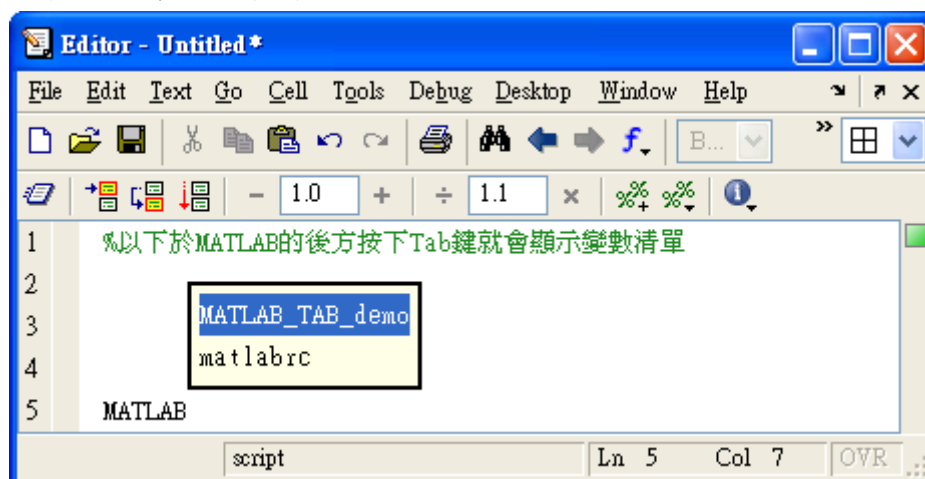 Editor - Untitled*
File Edit Text Go Cell Tools Debug Desktop Window Help
B...
1.0 1.1
1 %以下於MATLAB的後方按下Tab鍵就會顯示變數清單
2
MATLAB_TAB_demo
3
matlabrc
4
5 MATLAB
script Ln 5 Col 7 OVR